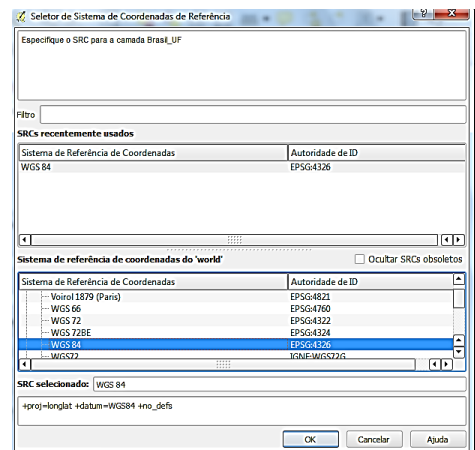 Seletor de Sistema de Coordenadas de Referência
Especifique o SRC para a camada Brasil_UF
Filtro
SRCs recentemente usados
Sistema de Referência de Coordenadas Autoridade de ID
WGS 84 EPSG:4326
Sistema de referência de coordenadas do 'world' Ocultar SRCs obsoletos
Sistema de Referência de Coordenadas Autoridade de ID
Voirol 1879 (Paris) EPSG:4821
WGS 66 EPSG:4760
WGS 72 EPSG:4322
WGS 72BE EPSG:4324
WGS 84 EPSG:4326
WGS72 IGNF:WGS72G
SRC selecionado: WGS 84
+proj=longlat +datum=WGS84 +no_defs
OK Cancelar Ajuda